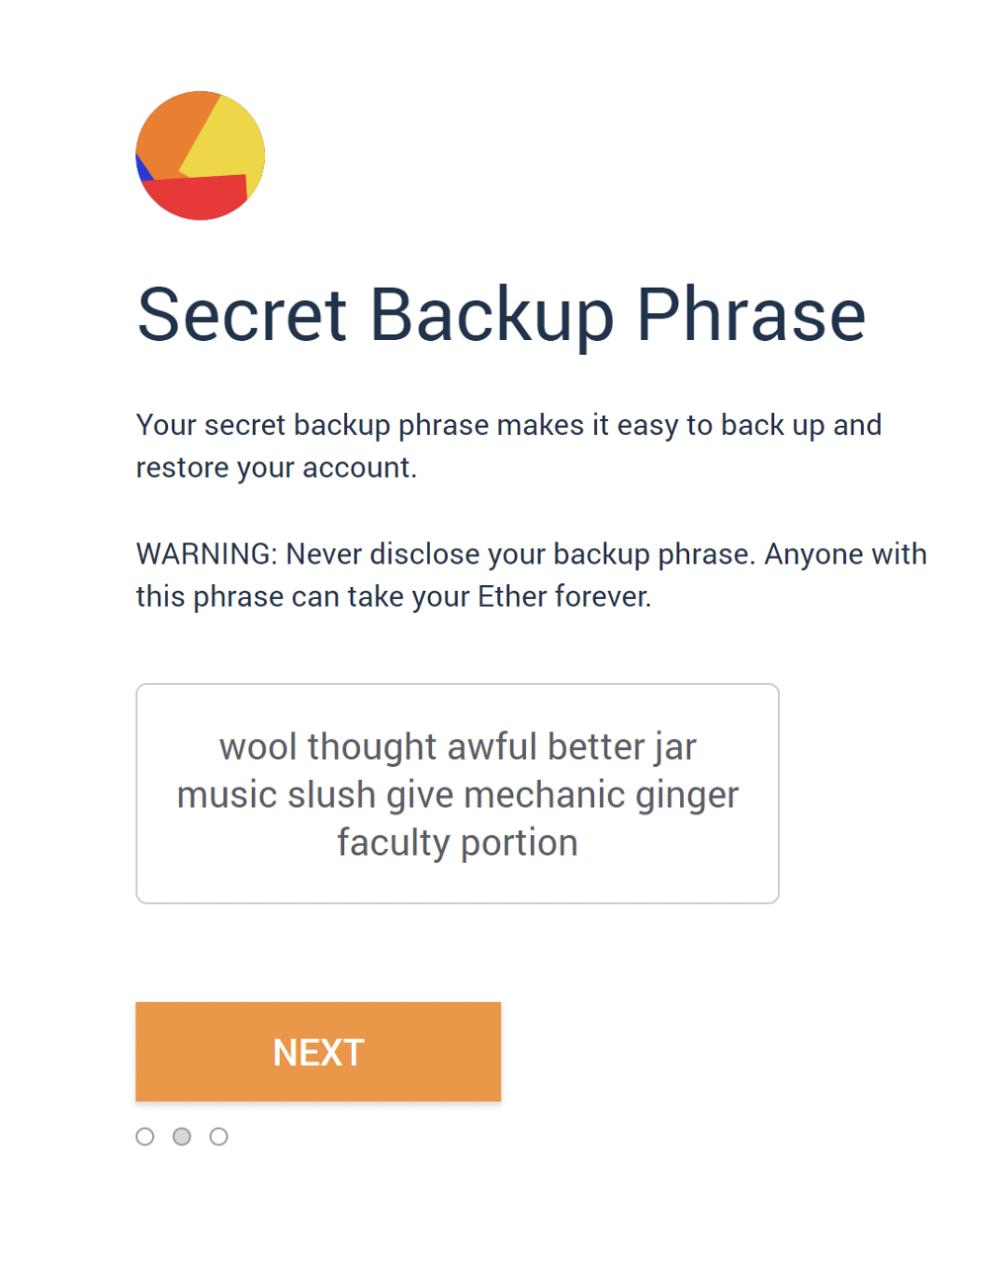 Secret Backup Phrase
Your secret backup phrase makes it easy to back up and
restore your account.
WARNING: Never disclose your backup phrase. Anyone with
this phrase can take your Ether forever.
wool thought awful better jar
music slush give mechanic ginger
faculty portion
NEXT